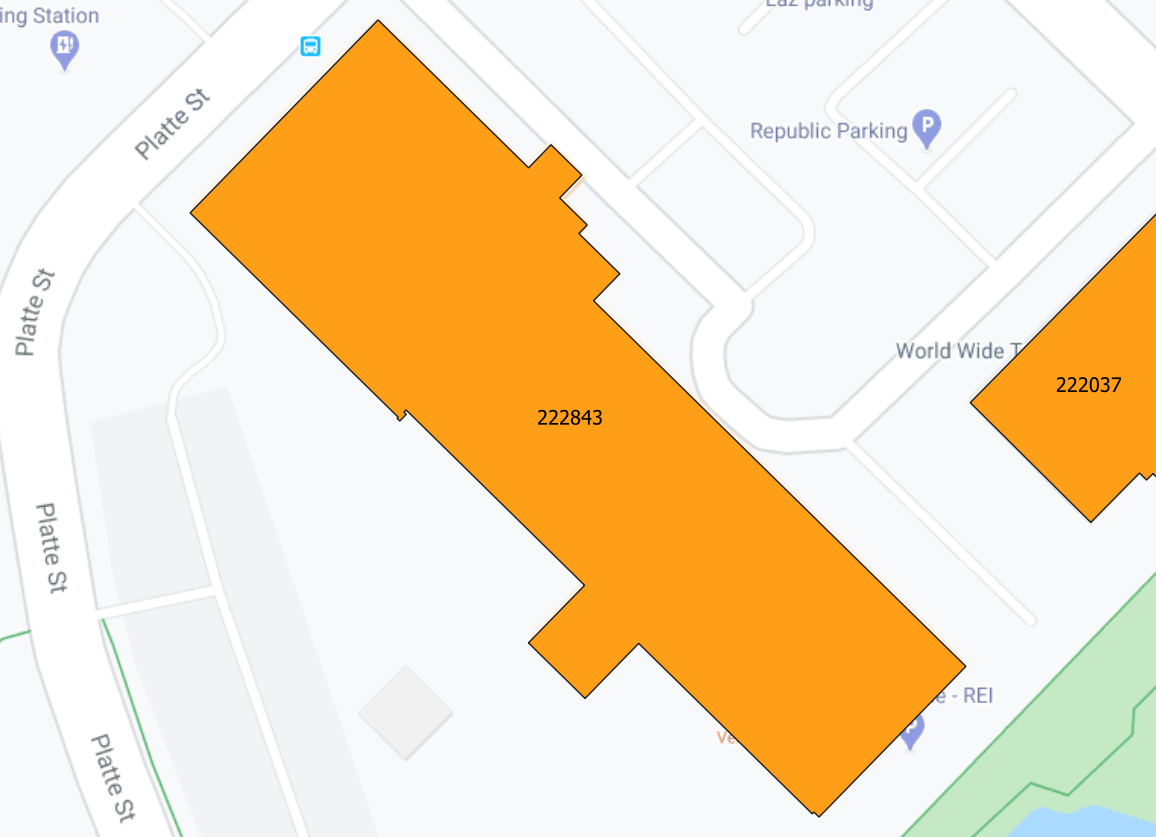 ing Station
Laz parking
Platte St
Republic Parking
P
Platte St
World Wide T
222037
222843
Platte St
e - REI
P
Ve
Platte St